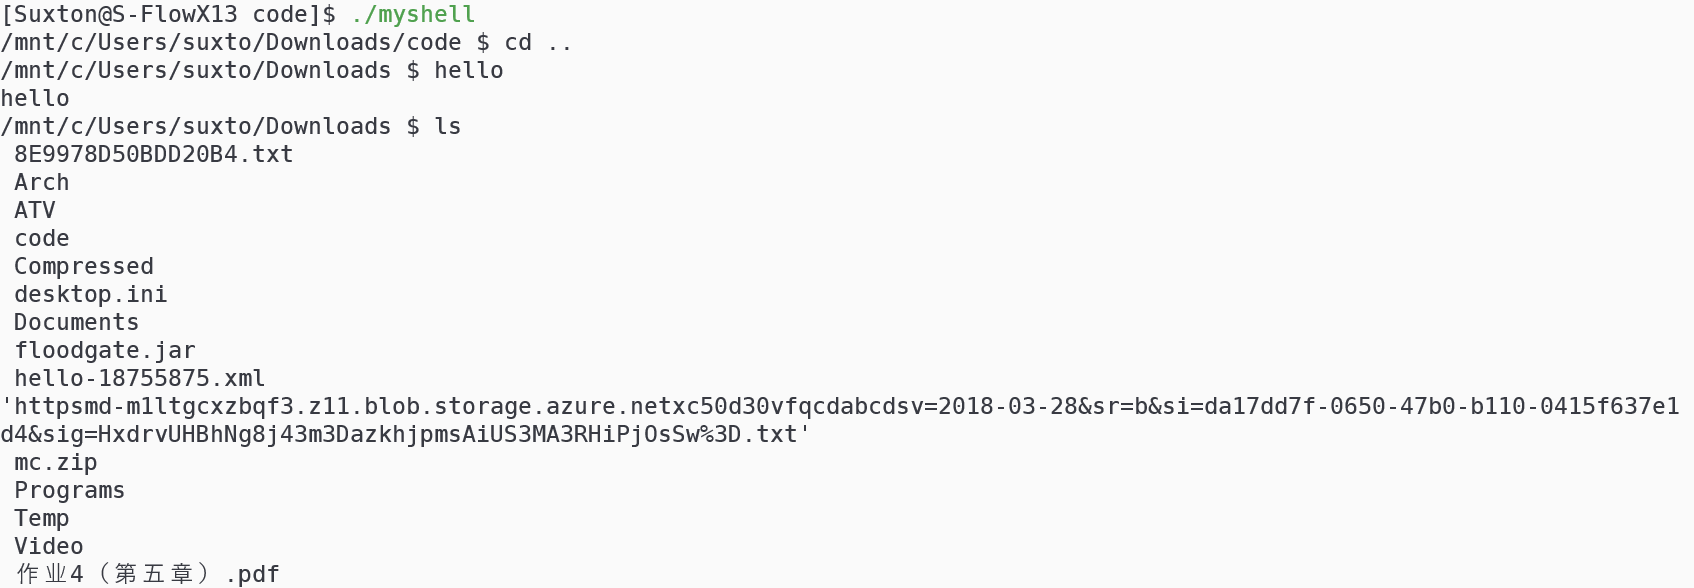 [Suxton@S-FlowX13 code]$ ./myshell
/mnt/c/Users/suxto/Downloads/code $ cd ..
/mnt/c/Users/suxto/Downloads $ hello
hello
/mnt/c/Users/suxto/Downloads $ ls
8E9978D50BDD20B4.txt
Arch
ATV
code
Compressed
desktop.ini
Documents
floodgate.jar
hello-18755875.xml
'httpsmd-m1ltgcxzbqf3.z11.blob.storage.azure.netxc50d30vfqcdabcdsv=2018-03-28&sr=b&si=da17dd7f-0650-47b0-b110-0415f637e1
d4&sig=HxdrvUHBhNg8j43m3DazkhjpmsAiUS3MA3RHiPjOsSw%3D.txt'
mc.zip
Programs
Temp
Video
作业4（第五章）.pdf